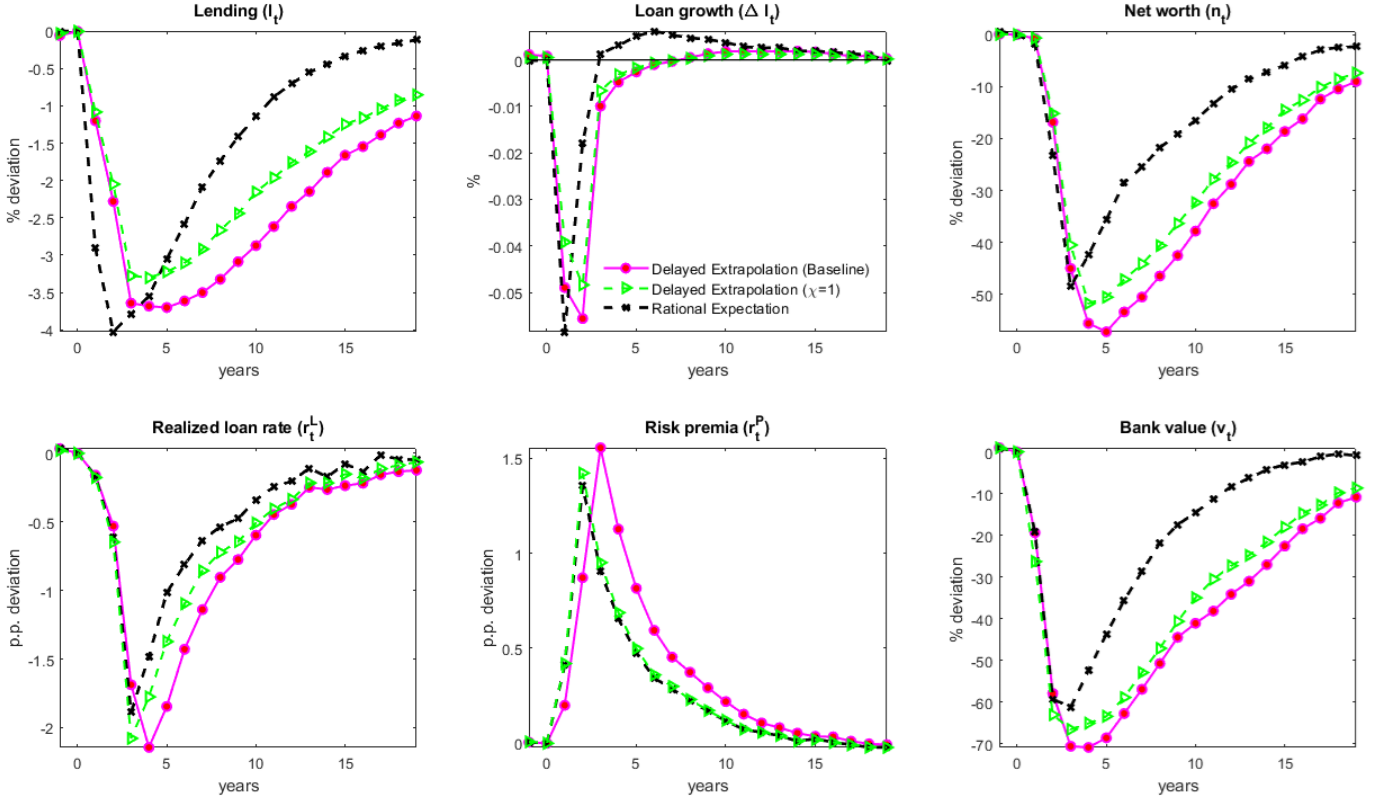 Lending (l_t)
Loan growth (Δ l_t)
Net worth (n_t)
0
-0.5
-1
-1.5
-2
-2.5
-3
-3.5
-4
% deviation
0 5 10 15
years
0
-0.01
-0.02
-0.03
-0.04
-0.05
%
Delayed Extrapolation (Baseline)
Delayed Extrapolation (χ=1)
Rational Expectation
0 5 10 15
years
0
-10
-20
-30
-40
-50
% deviation
0 5 10 15
years
Realized loan rate (r_t^L)
Risk premia (r_t^P)
Bank value (v_t)
0
-0.5
-1
-1.5
-2
p.p. deviation
0 5 10 15
years
1.5
1
0.5
0
p.p. deviation
0 5 10 15
years
0
-10
-20
-30
-40
-50
-60
-70
% deviation
0 5 10 15
years